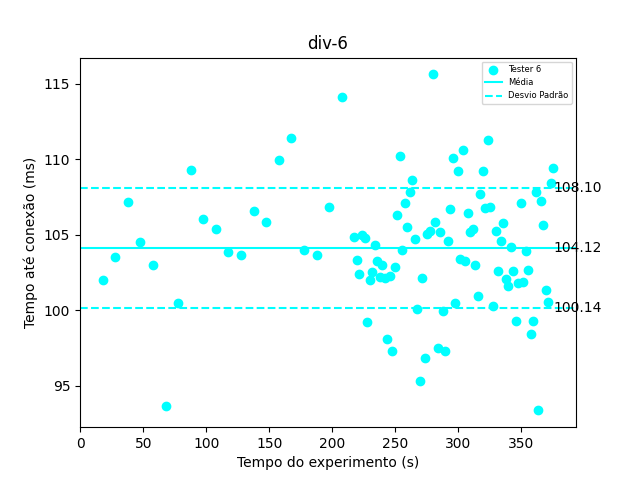 div-6
Tester 6
Média
Desvio Padrão
115
110
105
100
95
108.10
104.12
100.14
0
50
100
150
200
250
300
350
Tempo até conexão (ms)
Tempo do experimento (s)